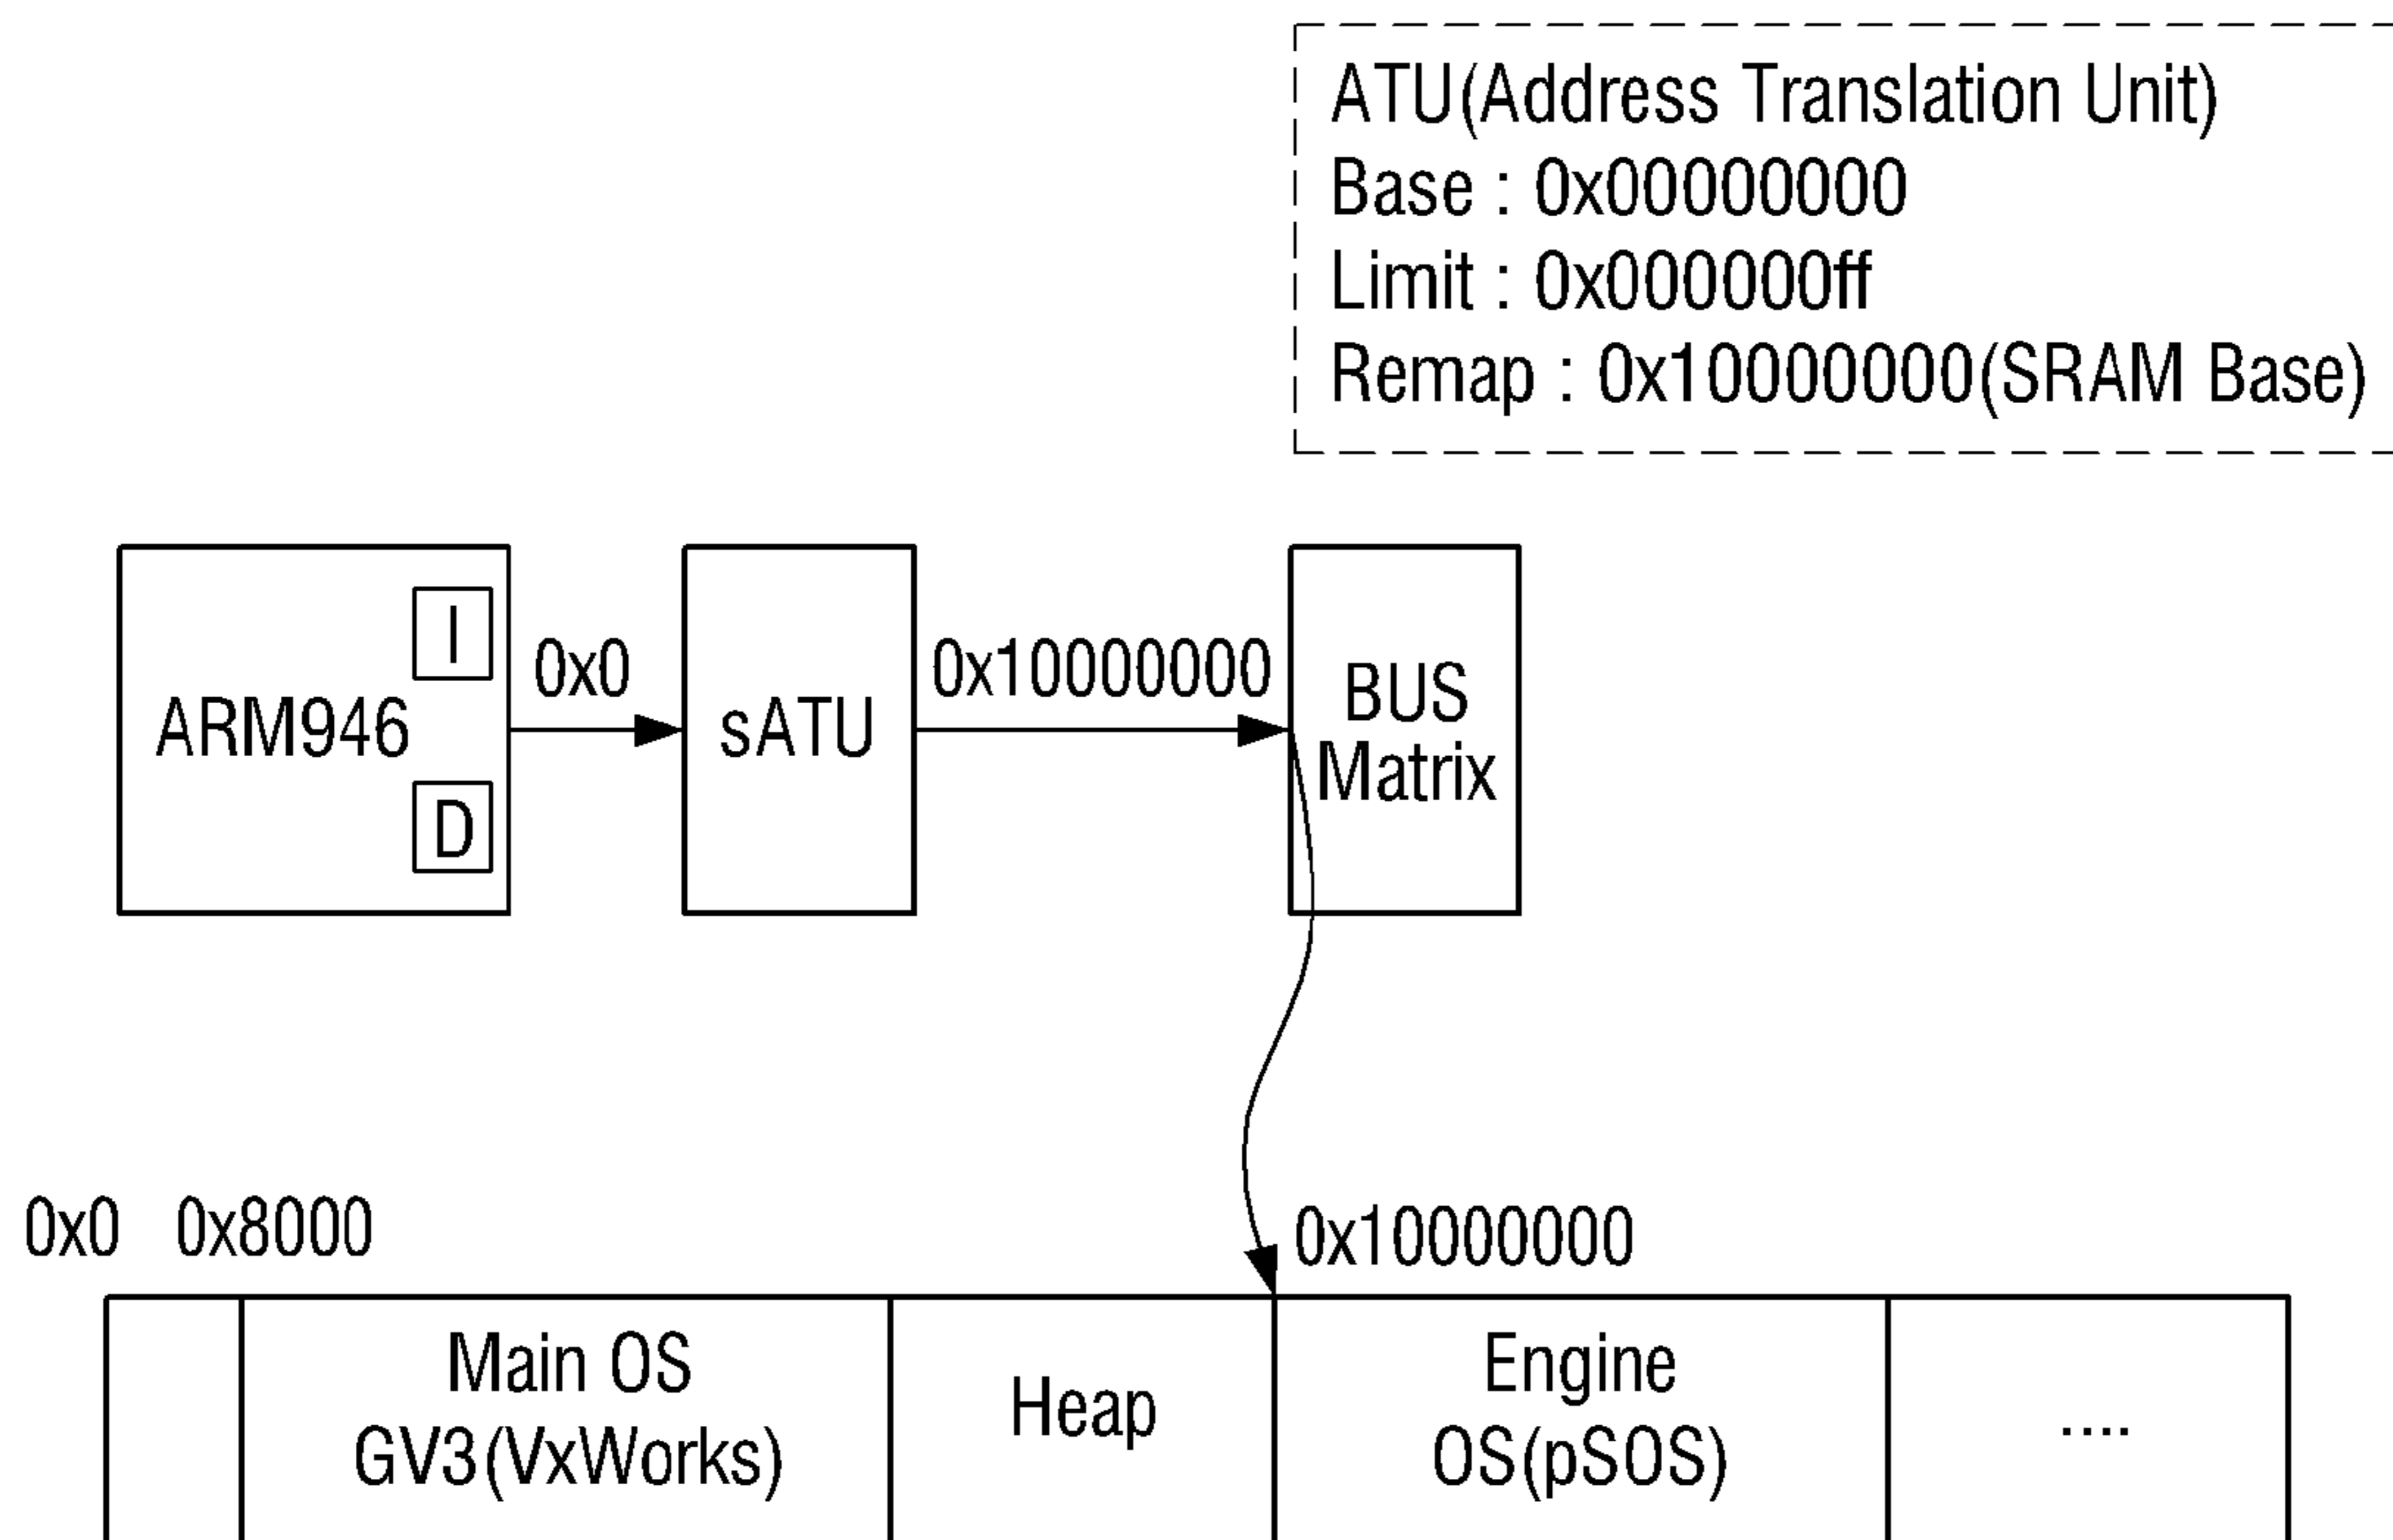 ATU(Address Translation Unit)
Base : 0x00000000
Limit : 0x000000ff
Remap : 0x10000000(SRAM Base)
ARM946
I
D
0x0
sATU
0x10000000
BUS
Matrix
0x0
0x8000
0x10000000
Main OS
GV3(VxWorks)
Heap
Engine
OS(pSOS)
....